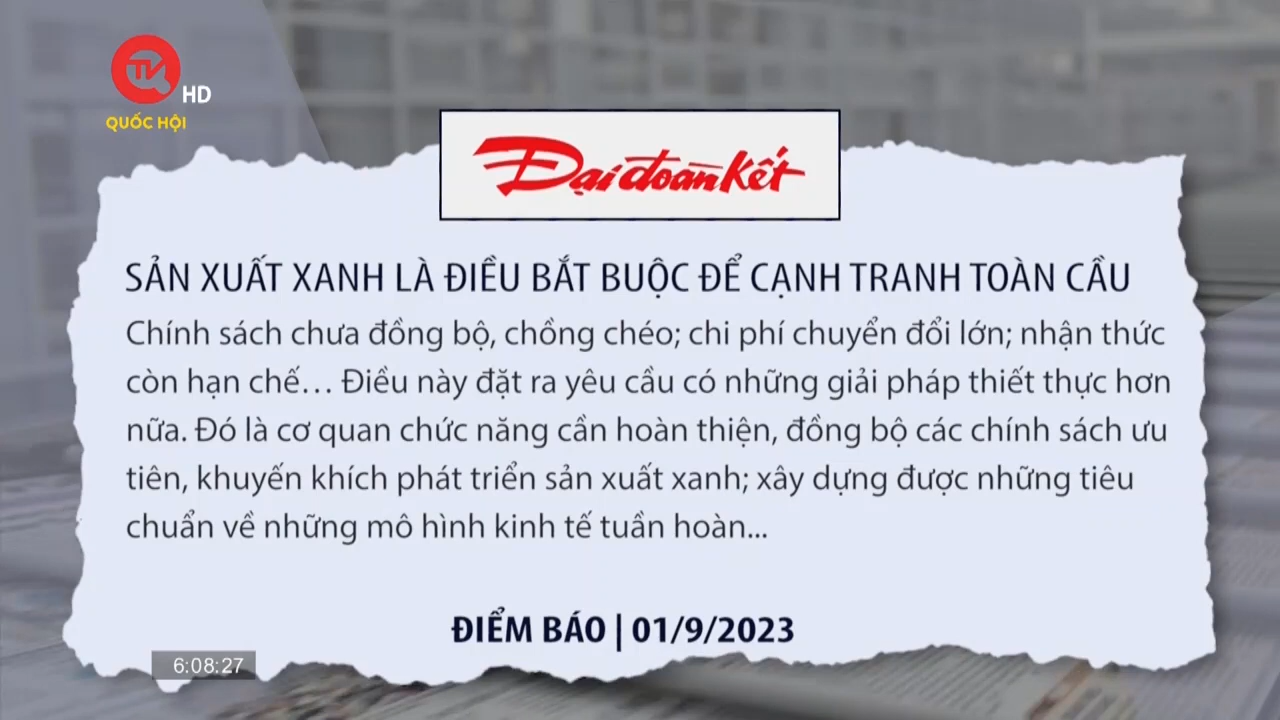 HD
QUỐC HỘI
Đại đoàn kết
SẢN XUẤT XANH LÀ ĐIỀU BẮT BUỘC ĐỂ CẠNH TRANH TOÀN CẦU
Chính sách chưa đồng bộ, chồng chéo; chi phí chuyển đổi lớn; nhận thức
còn hạn chế… Điều này đặt ra yêu cầu có những giải pháp thiết thực hơn
nữa. Đó là cơ quan chức năng cần hoàn thiện, đồng bộ các chính sách ưu
tiên, khuyến khích phát triển sản xuất xanh; xây dựng được những tiêu
chuẩn về những mô hình kinh tế tuần hoàn...
ĐIỂM BÁO | 01/9/2023
6:08:27